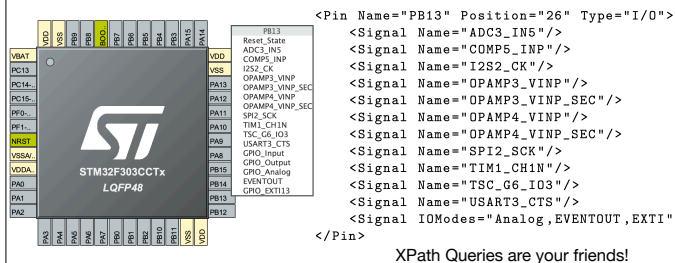 VDD
VSS
PB9
PB8
BOO..
PB7
PB6
PB5
PB4
PB3
PA15
PA14
VBAT
PC13
PC14-..
PC15-..
PF0-..
PF1-..
NRST
VSSA/..
VDDA..
PA0
PA1
PA2
STM32F303CCTx
LQFP48
VDD
VSS
PA13
PA12
PA11
PA10
PA9
PA8
PB15
PB14
PB13
PB12
PA3
PA4
PA5
PA6
PA7
PB0
PB1
PB2
PB10
PB11
VSS
VDD
PB13
Reset_State
ADC3_IN5
COMP5_INP
I2S2_CK
OPAMP3_VINP
OPAMP3_VINP_SEC
OPAMP4_VINP
OPAMP4_VINP_SEC
SPI2_SCK
TIM1_CH1N
TSC_G6_IO3
USART3_CTS
GPIO_Input
GPIO_Output
GPIO_Analog
EVENTOUT
GPIO_EXTI13
<Pin Name="PB13" Position="26" Type="I/O">
<Signal Name="ADC3_IN5"/>
<Signal Name="COMP5_INP"/>
<Signal Name="I2S2_CK"/>
<Signal Name="OPAMP3_VINP"/>
<Signal Name="OPAMP3_VINP_SEC"/>
<Signal Name="OPAMP4_VINP"/>
<Signal Name="OPAMP4_VINP_SEC"/>
<Signal Name="SPI2_SCK"/>
<Signal Name="TIM1_CH1N"/>
<Signal Name="TSC_G6_IO3"/>
<Signal Name="USART3_CTS"/>
<Signal IOModes="Analog,EVENTOUT,EXTI"
</Pin>
XPath Queries are your friends!